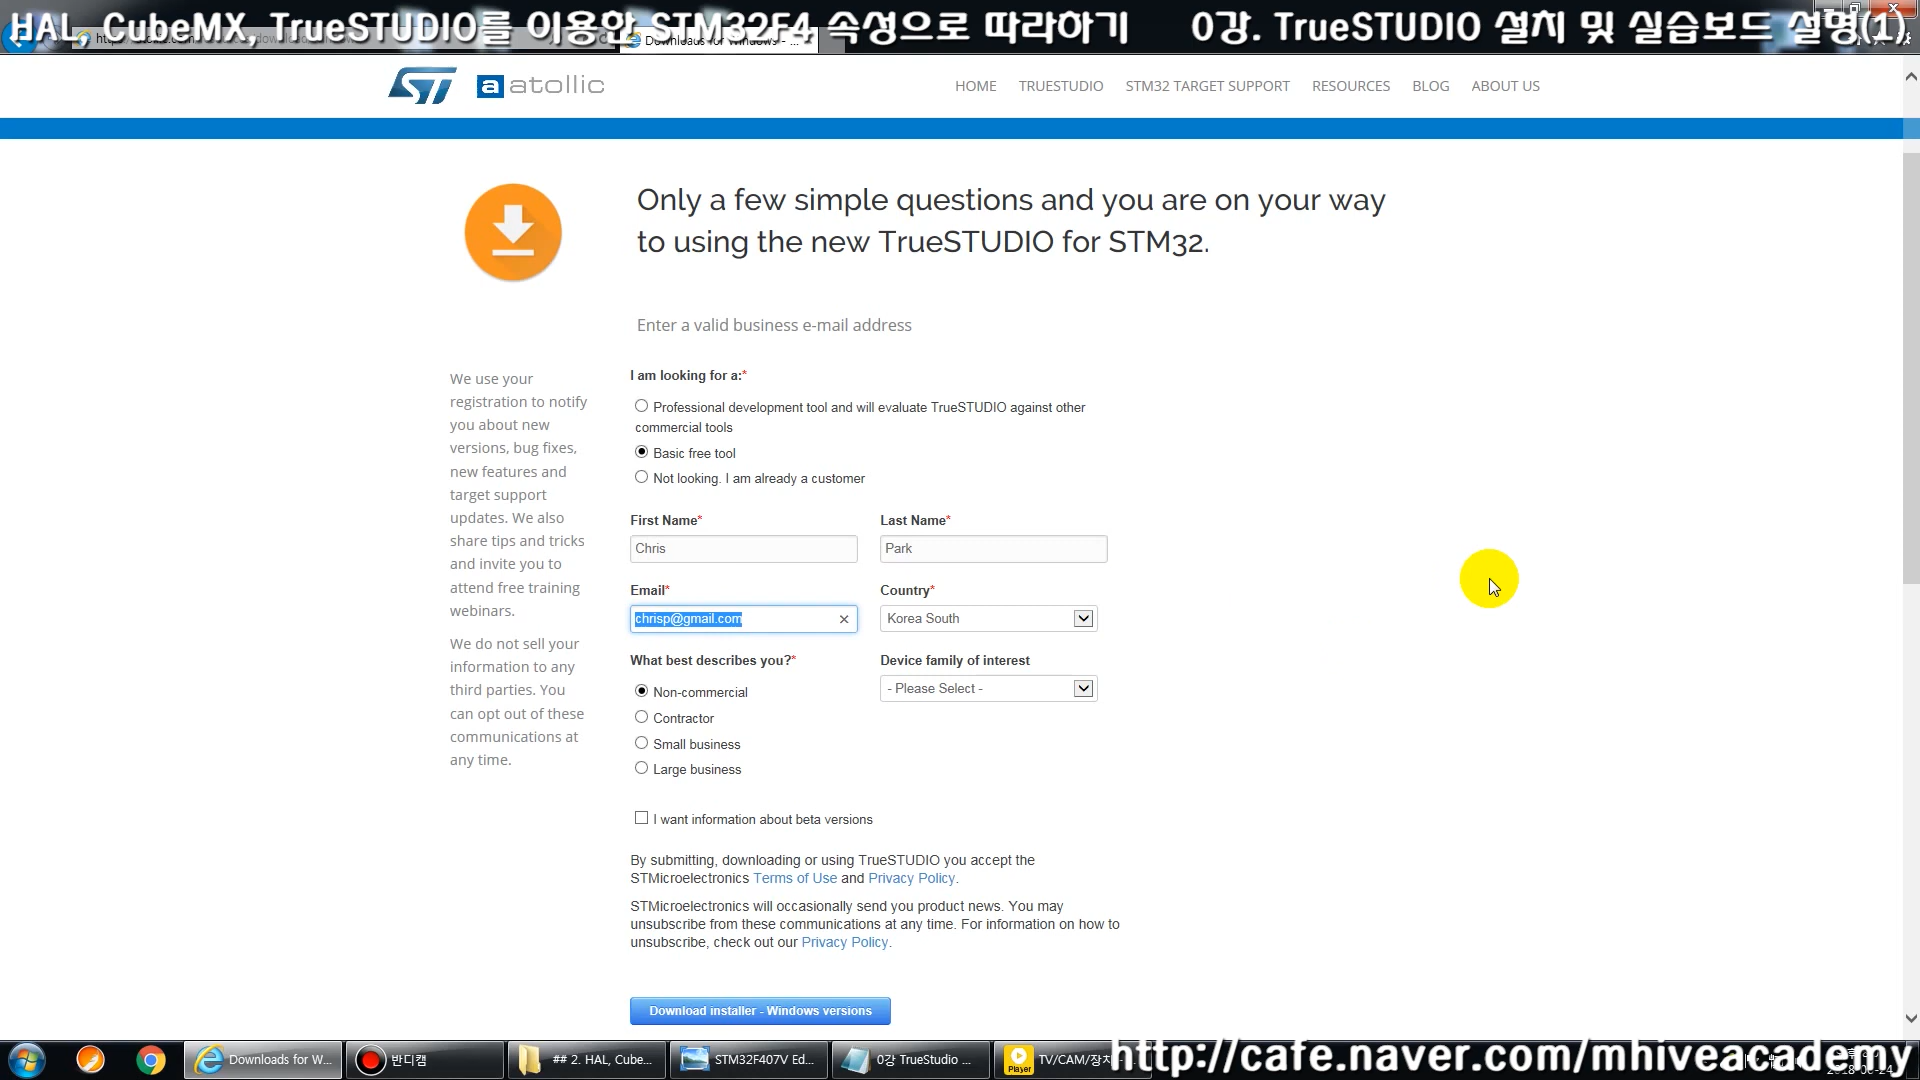 HAL, CubeMX, TrueSTUDIO를 이용한 STM32F4 속성으로 따라하기 0강. TrueSTUDIO 설치 및 실습보드 설명(1)
Downloads for Windows - ...
ST atollic
HOME TRUESTUDIO STM32 TARGET SUPPORT RESOURCES BLOG ABOUT US
Only a few simple questions and you are on your way
to using the new TrueSTUDIO for STM32.
Enter a valid business e-mail address
We use your
registration to notify
you about new
versions, bug fixes,
new features and
target support
updates. We also
share tips and tricks
and invite you to
attend free training
webinars.
We do not sell your
information to any
third parties. You
can opt out of these
communications at
any time.
I am looking for a:*
Professional development tool and will evaluate TrueSTUDIO against other
commercial tools
Basic free tool
Not looking. I am already a customer
First Name* Last Name*
Chris Park
Email* Country*
chrisp@gmail.com Korea South
What best describes you?* Device family of interest
Non-commercial - Please Select -
Contractor
Small business
Large business
I want information about beta versions
By submitting, downloading or using TrueSTUDIO you accept the
STMicroelectronics Terms of Use and Privacy Policy.
STMicroelectronics will occasionally send you product news. You may
unsubscribe from these communications at any time. For information on how to
unsubscribe, check out our Privacy Policy.
Download installer - Windows versions
Downloads for W... 반디캠 ## 2. HAL, Cube... STM32F407V Ed... 0강 TrueStudio ... Player TV/CAM/장치
http://cafe.naver.com/mhiveacademy